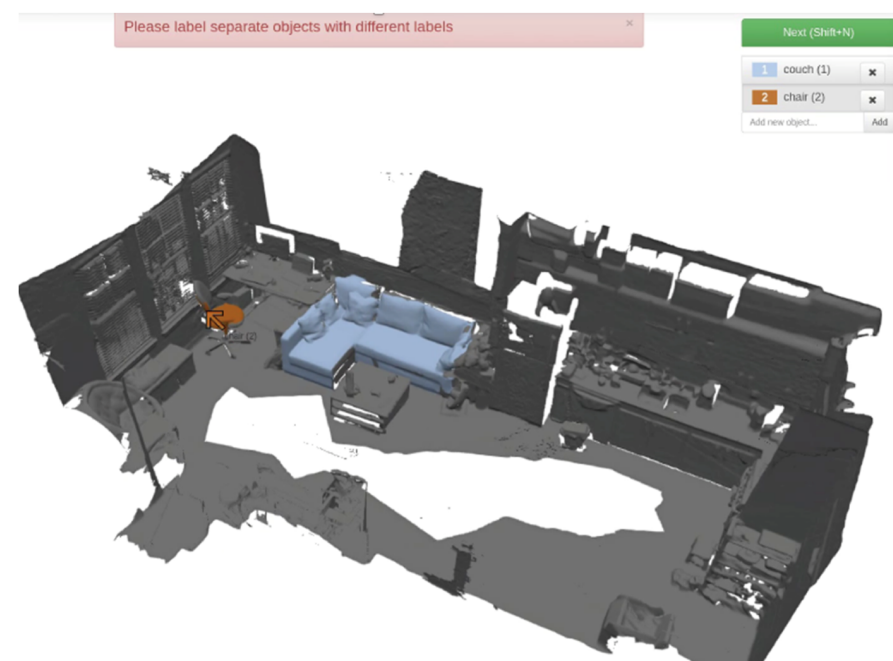 Please label separate objects with different labels
×
Next (Shift+N)
1 couch (1)
2 chair (2)
Add new object...
Add